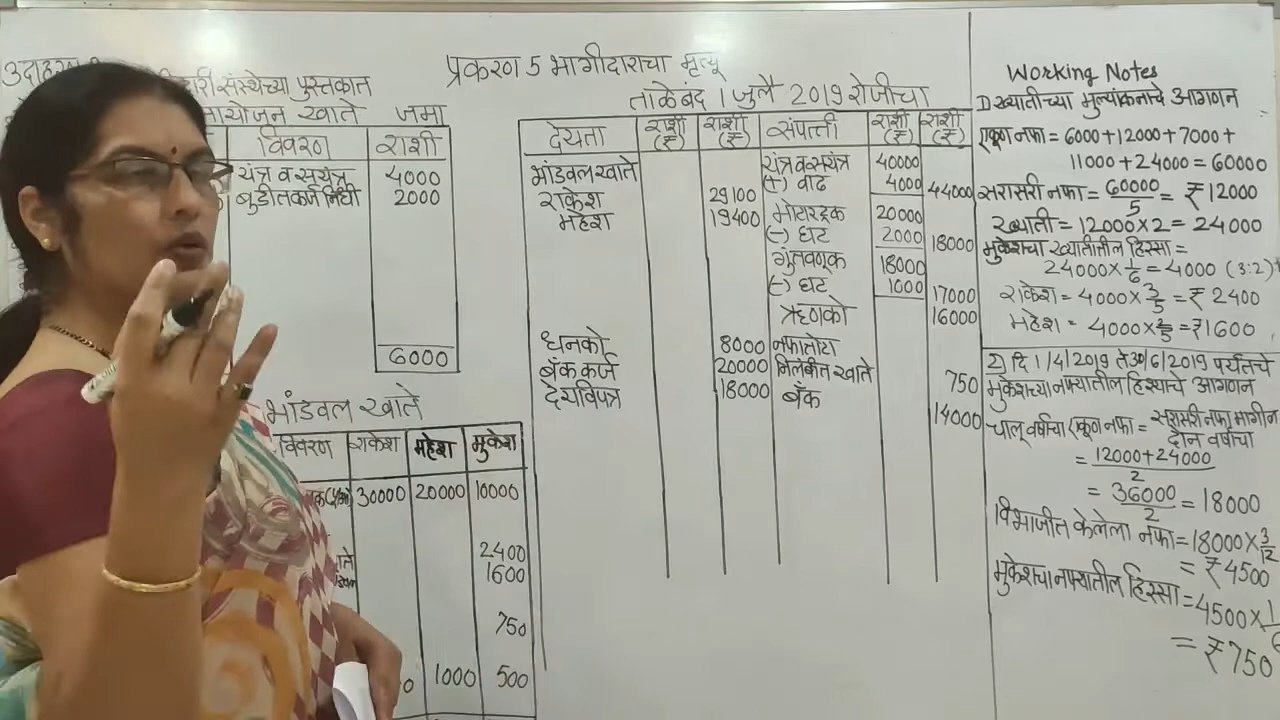 प्रकरण 5 भागीदाराचा मृत्यू
संस्थेच्या पुस्तकात
खाते जमा
विवरण राशी
यंत्र व सयंत्र 4000
बुडीत कर्ज निधी 2000
6000
भांडवल खाते
विवरण राकेश महेश मुकेश
30000 20000 10000
2400
1600
750
1000 500
ताळेबंद 1 जुलै 2019 रोजीचा
देयता राशी (₹) राशी (₹) संपत्ती राशी (₹) राशी (₹)
भांडवल खाते यंत्र व सयंत्र 40000
राकेश 29100 (+) वाढ 4000 44000
महेश 19400 मोटारट्रक 20000
(-) घट 2000 18000
गुंतवणूक 18000
(-) घट 1000 17000
ऋणको 16000
धनको 8000 नफातोटा
बँक कर्ज 20000 खाते 750
देयविपत्र 18000 बँक 14000
Working Notes
1) ख्यातीच्या मुल्यांकनाचे आगणन
एकूण नफा = 6000+12000+7000+
11000+24000 = 60000
सरासरी नफा = 60000/5 = ₹ 12000
ख्याती = 12000×2 = 24000
मुकेशचा ख्यातीतील हिस्सा =
24000×1/6 = 4000 (3:2)
राकेश = 4000×3/5 = ₹ 2400
महेश = 4000×2/5 = ₹1600
2) दि 1/4/2019 ते 30/6/2019 पर्यंतचे
मुकेशच्या नफ्यातील हिश्याचे आगणन
चालू वर्षाचा एकूण नफा = सरासरी नफा मागील
दोन वर्षाचा
= 12000+24000/2
= 36000/2 = 18000
विभाजीत केलेला नफा = 18000×3/12
= ₹4500
मुकेशचा नफ्यातील हिस्सा = 4500×1/6
= ₹750